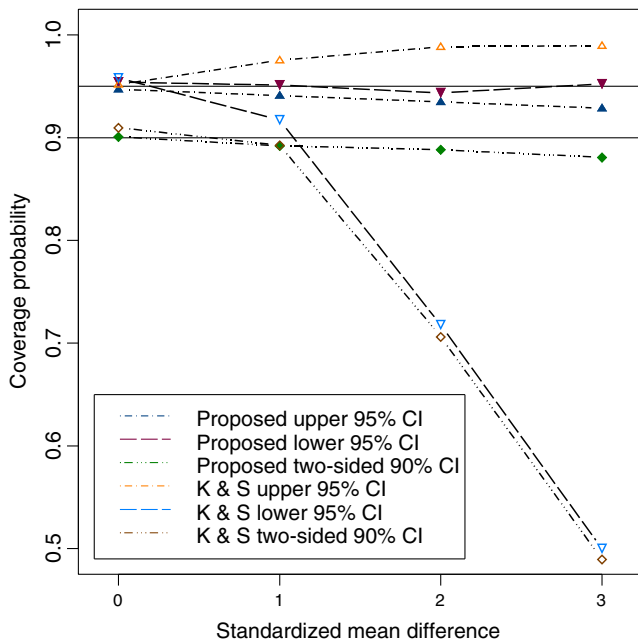 1.0
0.9
0.8
0.7
0.6
0.5
Coverage probability
Proposed upper 95% CI
Proposed lower 95% CI
Proposed two-sided 90% CI
K & S upper 95% CI
K & S lower 95% CI
K & S two-sided 90% CI
0 1 2 3
Standardized mean difference